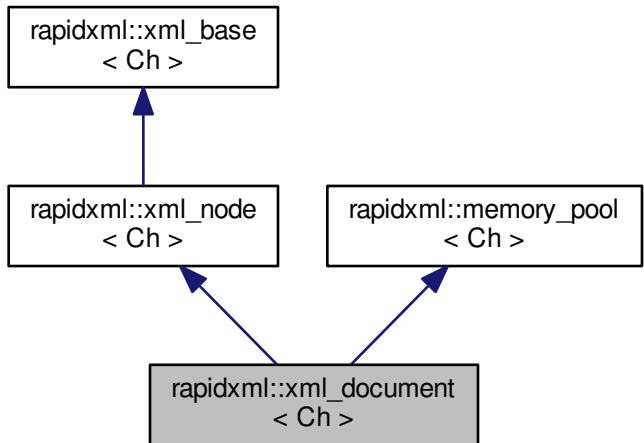 rapidxml::xml_base
< Ch >
rapidxml::xml_node
< Ch >
rapidxml::memory_pool
< Ch >
rapidxml::xml_document
< Ch >